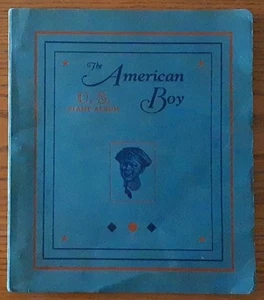 The American
U. S. Boy
STAMP ALBUM